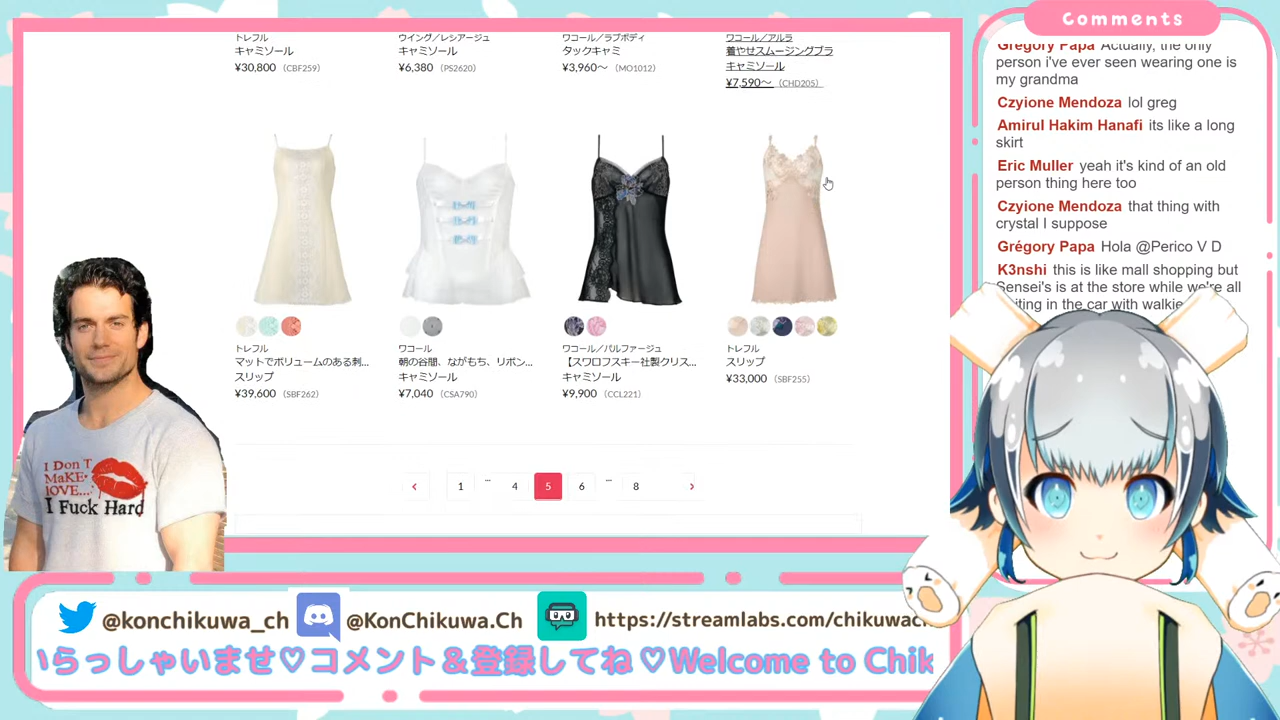 トレフル
キャミソール
¥30,800 (CBF259)
ウイング／レシアージュ
キャミソール
¥6,380 (PS2620)
ワコール／ラブボディ
タックキャミ
¥3,960～ (MO1012)
ワコール／アルラ
着やせスムージングブラ
キャミソール
¥7,590～ (CHD205)
トレフル
マットでボリュームのある刺...
スリップ
¥39,600 (SBF262)
ワコール
朝の谷間、ながもち、リボン...
キャミソール
¥7,040 (CSA790)
ワコール／パルファージュ
【スワロフスキー社製クリス...
キャミソール
¥9,900 (CCL221)
トレフル
スリップ
¥33,000 (SBF255)
‹ 1 ... 4 5 6 ... 8 ›
I DON'T
MAKE
LOVE...
I FUCK HARD
Comments
Grégory Papa Actually, the only
person i've ever seen wearing one is
my grandma
Czyione Mendoza lol greg
Amirul Hakim Hanafi its like a long
skirt
Eric Muller yeah it's kind of an old
person thing here too
Czyione Mendoza that thing with
crystal I suppose
Grégory Papa Hola @Perico V D
K3nshi this is like mall shopping but
Sensei's is at the store while we're all
in the car with walkie
@konchikuwa_ch
@KonChikuwa.Ch
https://streamlabs.com/chikuwach
いらっしゃいませ♡コメント＆登録してね♡Welcome to Chik